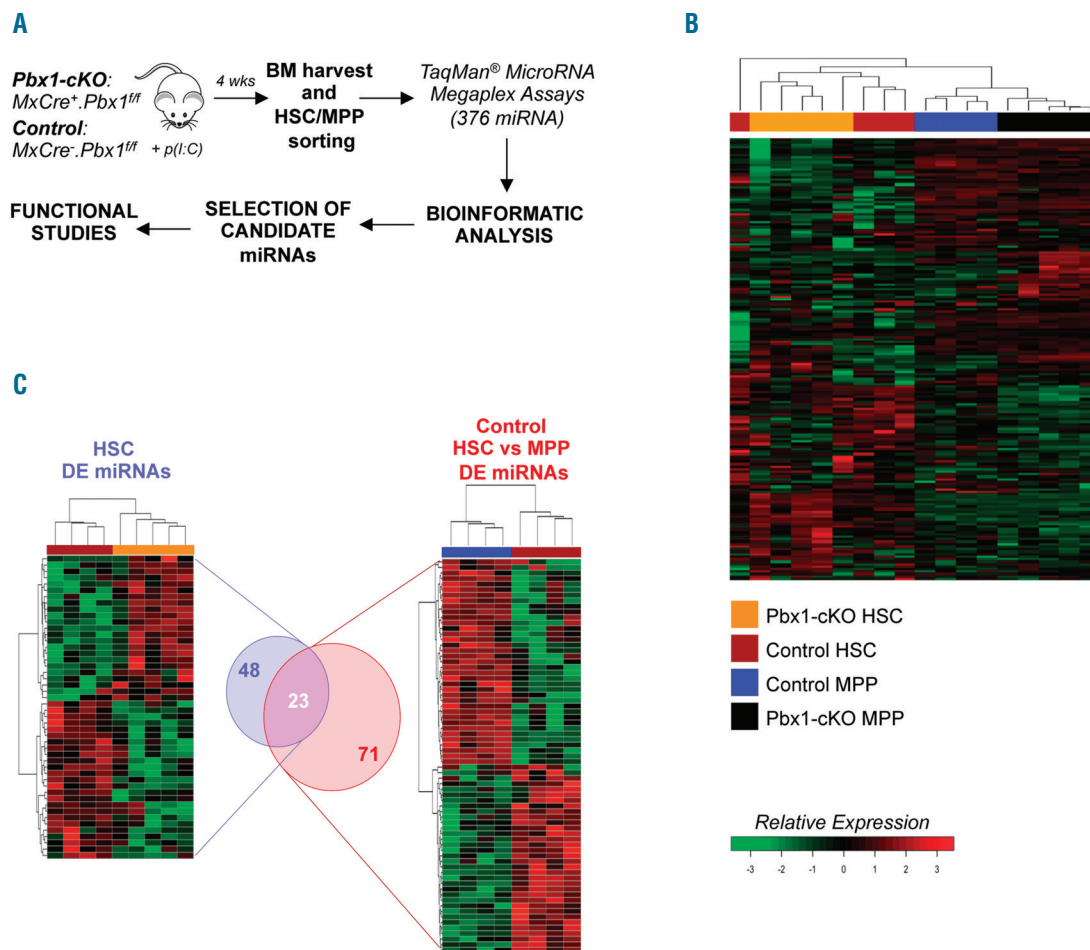 A
Pbx1-cKO:
MxCre⁺.Pbx1ᶠ/ᶠ
Control:
MxCre⁻.Pbx1ᶠ/ᶠ
+ p(I:C)
4 wks
BM harvest
and
HSC/MPP
sorting
TaqMan® MicroRNA
Megaplex Assays
(376 miRNA)
BIOINFORMATIC
ANALYSIS
SELECTION OF
CANDIDATE
miRNAs
FUNCTIONAL
STUDIES
B
Pbx1-cKO HSC
Control HSC
Control MPP
Pbx1-cKO MPP
Relative Expression
-3 -2 -1 0 1 2 3
C
HSC
DE miRNAs
48
23
71
Control
HSC vs MPP
DE miRNAs